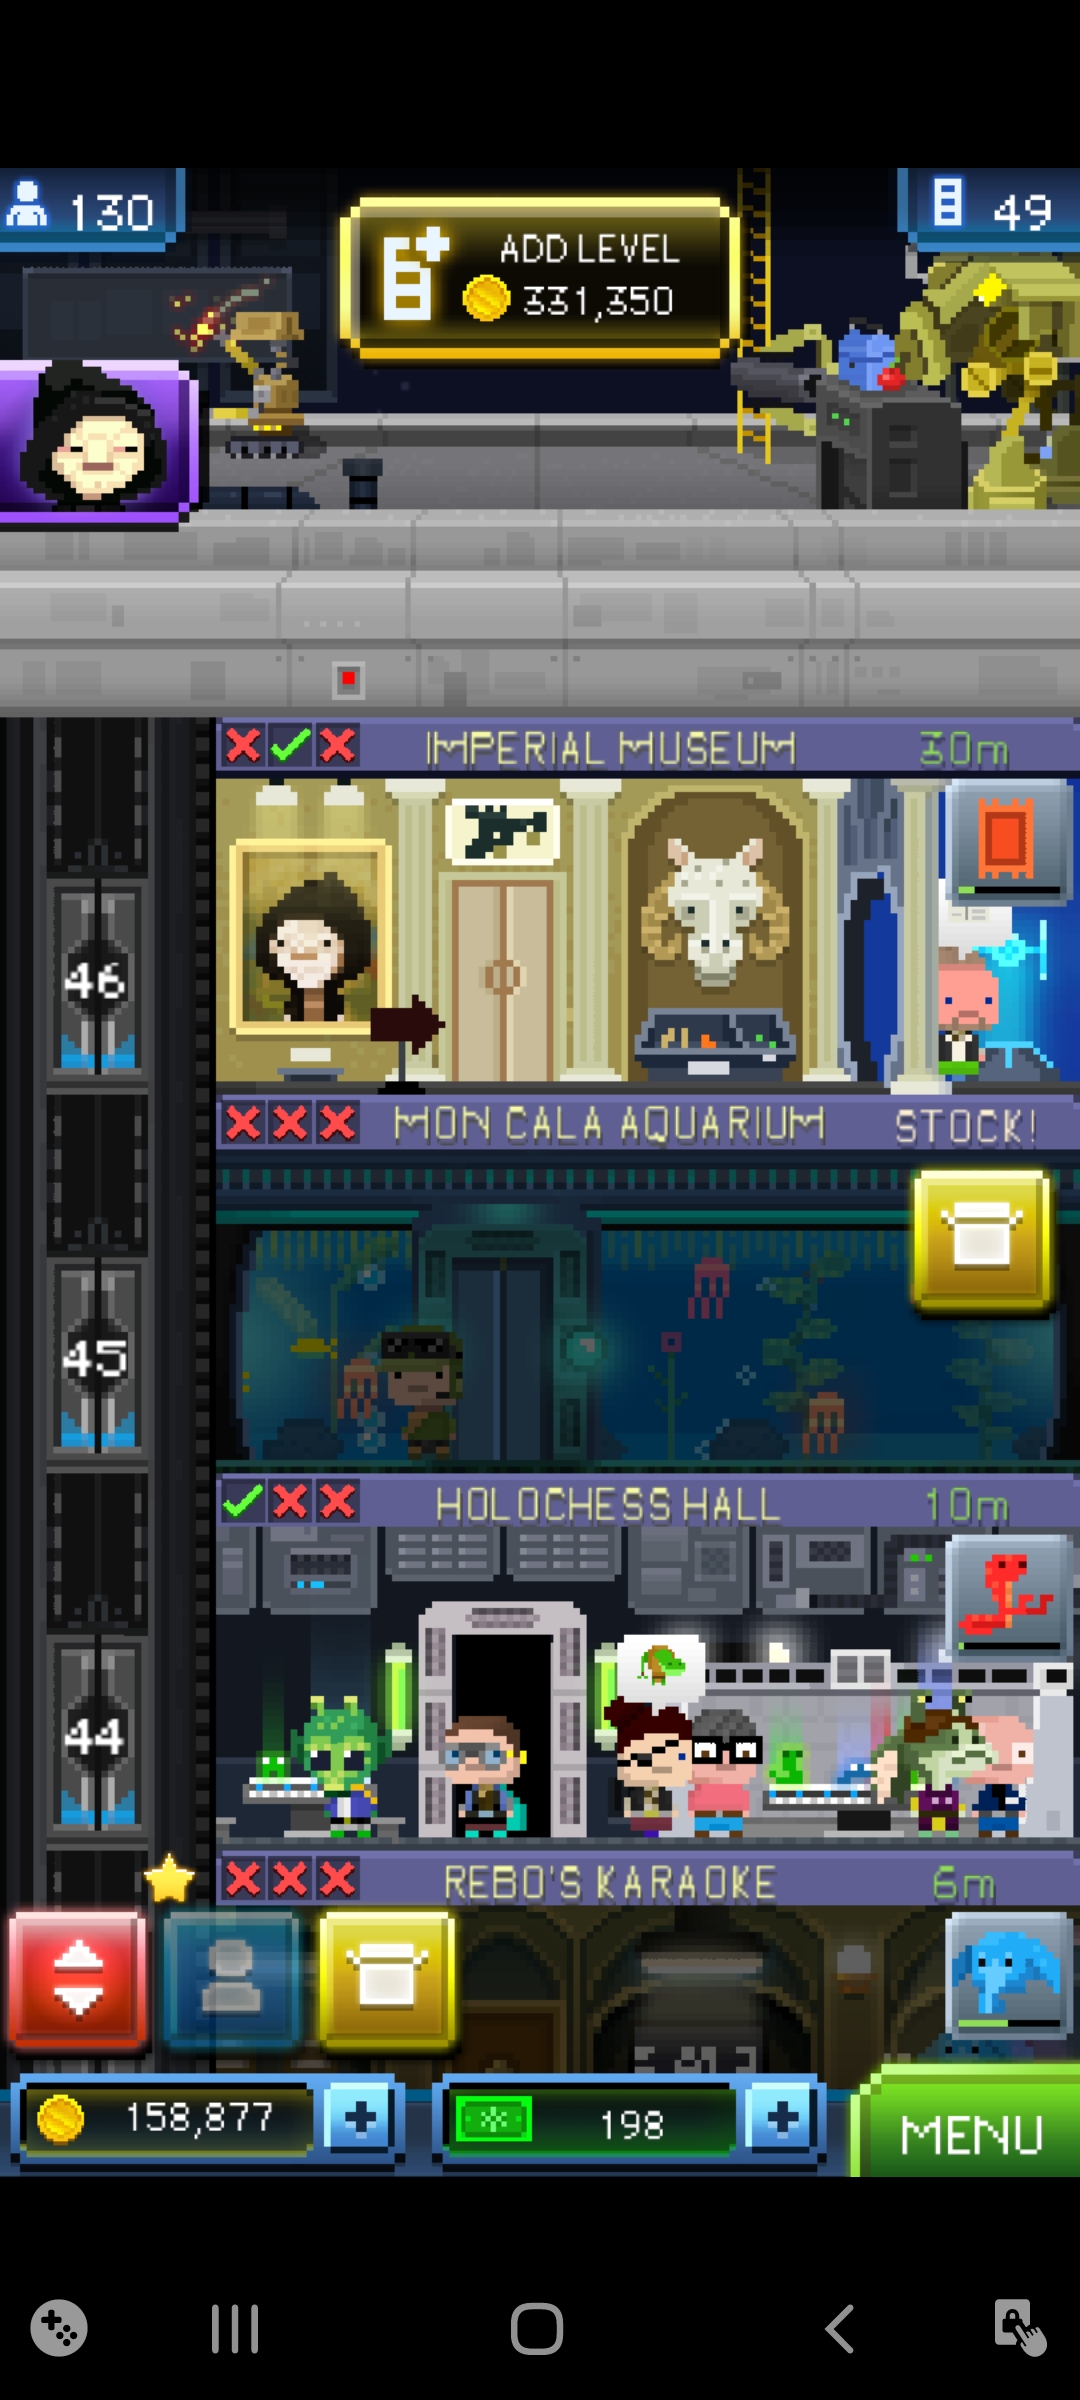 130
ADD LEVEL
331,350
49
IMPERIAL MUSEUM 30m
46
MON CALA AQUARIUM STOCK!
45
HOLOCHESS HALL 10m
44
REBO'S KARAOKE 6m
158,877
198
MENU